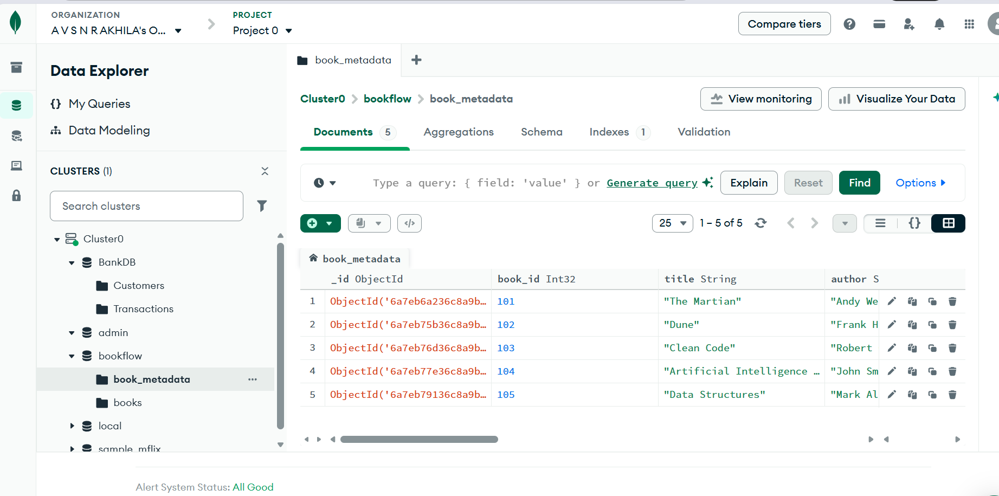 ORGANIZATION
A V S N R AKHILA's O...
PROJECT
Project 0
Compare tiers
Data Explorer
My Queries
Data Modeling
CLUSTERS (1)
Search clusters
Cluster0
BankDB
Customers
Transactions
admin
bookflow
book_metadata
books
local
sample_mflix
book_metadata
Cluster0 > bookflow > book_metadata
View monitoring
Visualize Your Data
Documents 5
Aggregations
Schema
Indexes 1
Validation
Type a query: { field: 'value' } or Generate query
Explain
Reset
Find
Options
25
1 – 5 of 5
book_metadata
_id ObjectId book_id Int32 title String author S
1 ObjectId('6a7eb6a236c8a9b… 101 "The Martian" "Andy We
2 ObjectId('6a7eb75b36c8a9b… 102 "Dune" "Frank H
3 ObjectId('6a7eb76d36c8a9b… 103 "Clean Code" "Robert
4 ObjectId('6a7eb77e36c8a9b… 104 "Artificial Intelligence … "John Sm
5 ObjectId('6a7eb79136c8a9b… 105 "Data Structures" "Mark Al
Alert System Status: All Good